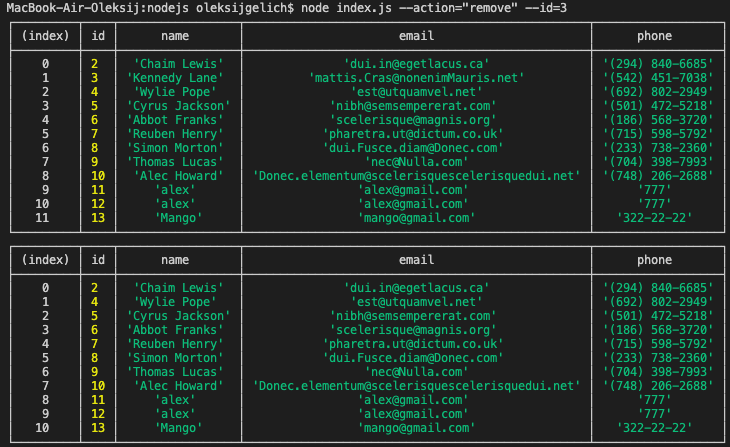 MacBook-Air-Oleksij:nodejs oleksijgelich$ node index.js --action="remove" --id=3
(index) id name email phone
0 2 'Chaim Lewis' 'dui.in@egetlacus.ca' '(294) 840-6685'
1 3 'Kennedy Lane' 'mattis.Cras@nonenimMauris.net' '(542) 451-7038'
2 4 'Wylie Pope' 'est@utquamvel.net' '(692) 802-2949'
3 5 'Cyrus Jackson' 'nibh@semsempererat.com' '(501) 472-5218'
4 6 'Abbot Franks' 'scelerisque@magnis.org' '(186) 568-3720'
5 7 'Reuben Henry' 'pharetra.ut@dictum.co.uk' '(715) 598-5792'
6 8 'Simon Morton' 'dui.Fusce.diam@Donec.com' '(233) 738-2360'
7 9 'Thomas Lucas' 'nec@Nulla.com' '(704) 398-7993'
8 10 'Alec Howard' 'Donec.elementum@scelerisquescelerisquedui.net' '(748) 206-2688'
9 11 'alex' 'alex@gmail.com' '777'
10 12 'alex' 'alex@gmail.com' '777'
11 13 'Mango' 'mango@gmail.com' '322-22-22'
(index) id name email phone
0 2 'Chaim Lewis' 'dui.in@egetlacus.ca' '(294) 840-6685'
1 4 'Wylie Pope' 'est@utquamvel.net' '(692) 802-2949'
2 5 'Cyrus Jackson' 'nibh@semsempererat.com' '(501) 472-5218'
3 6 'Abbot Franks' 'scelerisque@magnis.org' '(186) 568-3720'
4 7 'Reuben Henry' 'pharetra.ut@dictum.co.uk' '(715) 598-5792'
5 8 'Simon Morton' 'dui.Fusce.diam@Donec.com' '(233) 738-2360'
6 9 'Thomas Lucas' 'nec@Nulla.com' '(704) 398-7993'
7 10 'Alec Howard' 'Donec.elementum@scelerisquescelerisquedui.net' '(748) 206-2688'
8 11 'alex' 'alex@gmail.com' '777'
9 12 'alex' 'alex@gmail.com' '777'
10 13 'Mango' 'mango@gmail.com' '322-22-22'